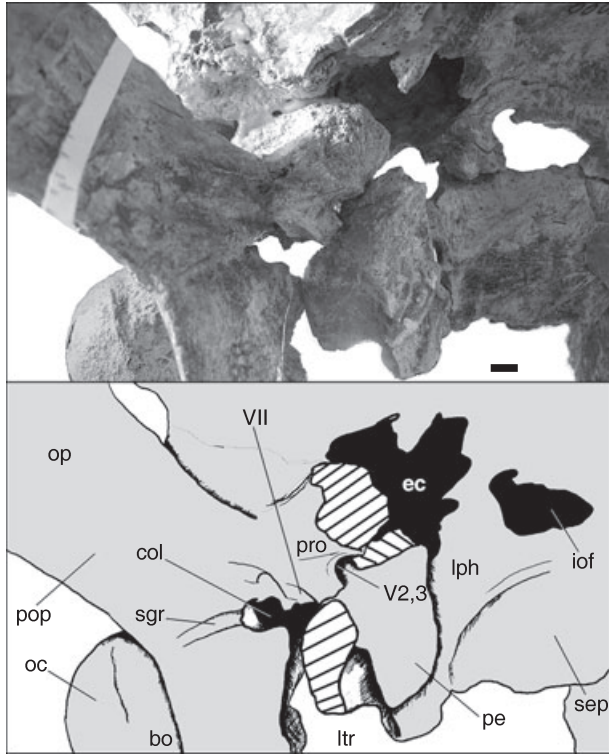 VII
op
ec
pro
col
iof
lph
V2,3
pop
sgr
oc
sep
pe
bo
ltr